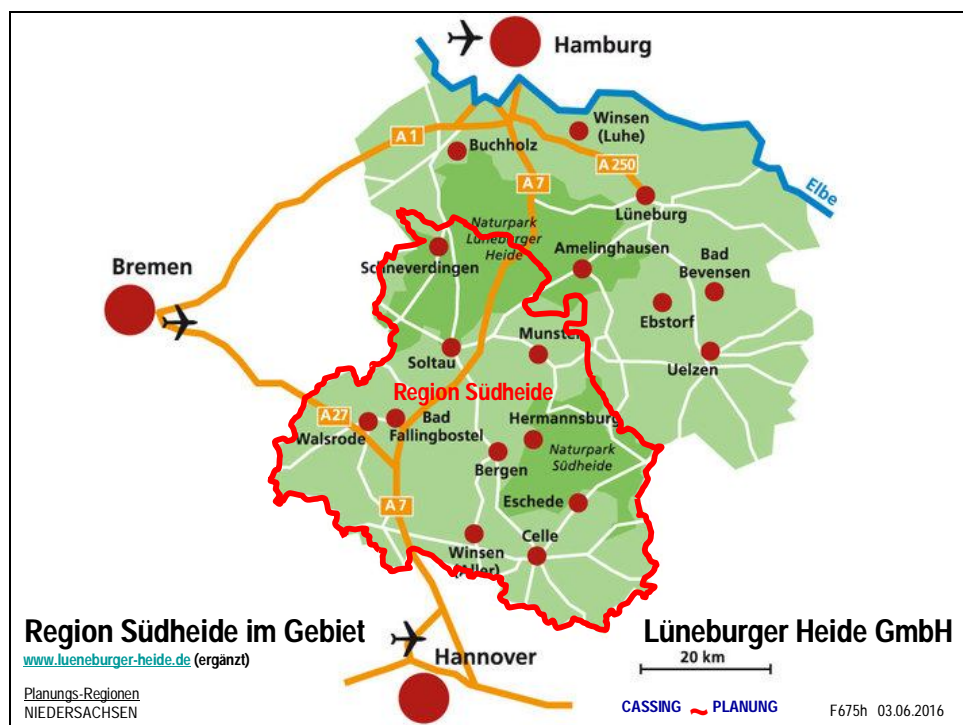 Hamburg
Winsen
(Luhe)
A 1
Buchholz
A 250
A 7
Elbe
Lüneburg
Naturpark
Lüneburger
Heide
Amelinghausen
Bad
Bevensen
Schneverdingen
Bremen
Ebstorf
Munster
Soltau
Uelzen
Region Südheide
A 27
Bad
Fallingbostel
Hermannsburg
Walsrode
Naturpark
Südheide
Bergen
Eschede
A 7
Celle
Winsen
(Aller)
Region Südheide im Gebiet
Lüneburger Heide GmbH
www.lueneburger-heide.de (ergänzt)
Hannover
20 km
Planungs-Regionen
NIEDERSACHSEN
CASSING ~ PLANUNG
F675h 03.06.2016